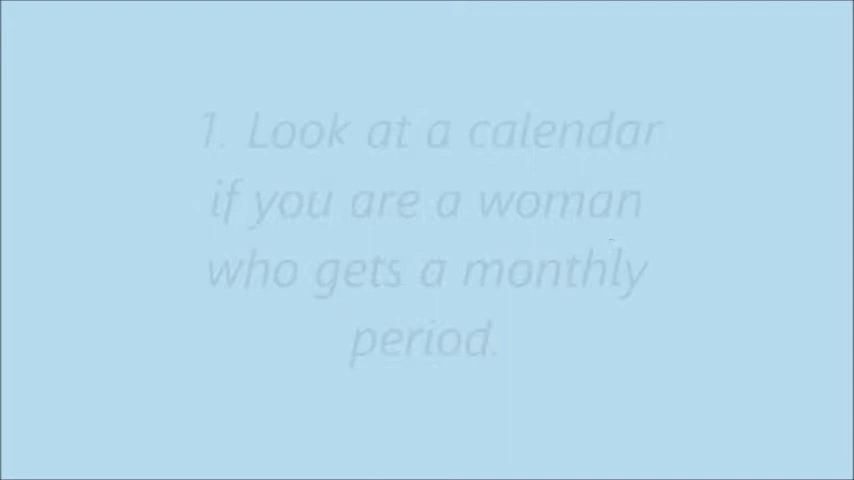 1. Look at a calendar
if you are a woman
who gets a monthly
period.